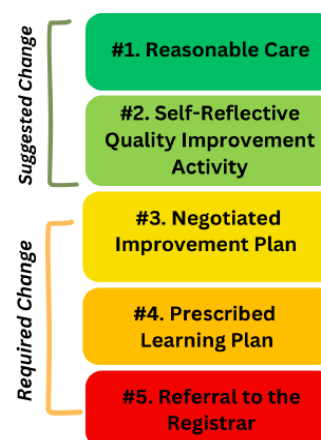 Suggested Change
#1. Reasonable Care
#2. Self-Reflective
Quality Improvement
Activity
Required Change
#3. Negotiated
Improvement Plan
#4. Prescribed
Learning Plan
#5. Referral to the
Registrar